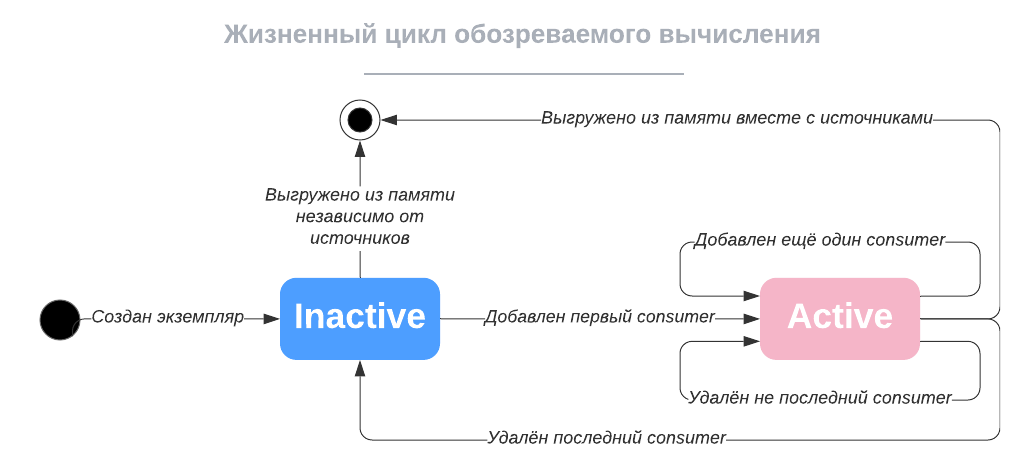 Жизненный цикл обозреваемого вычисления
Выгружено из памяти вместе с источниками
Выгружено из памяти
независимо от
источников
Добавлен ещё один consumer
Создан экземпляр
Inactive
Добавлен первый consumer
Active
Удалён не последний consumer
Удалён последний consumer